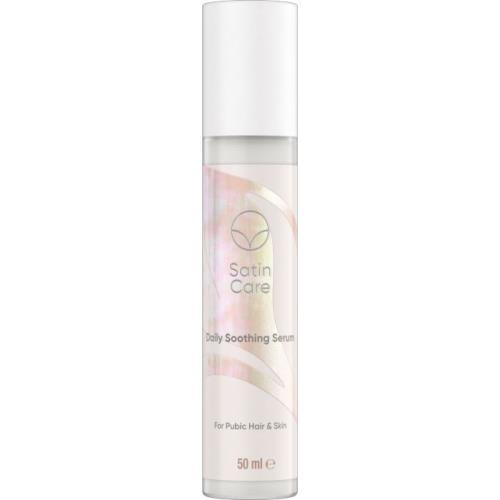 Satin
Care
Daily Soothing Serum
For Pubic Hair & Skin
50 ml ℮